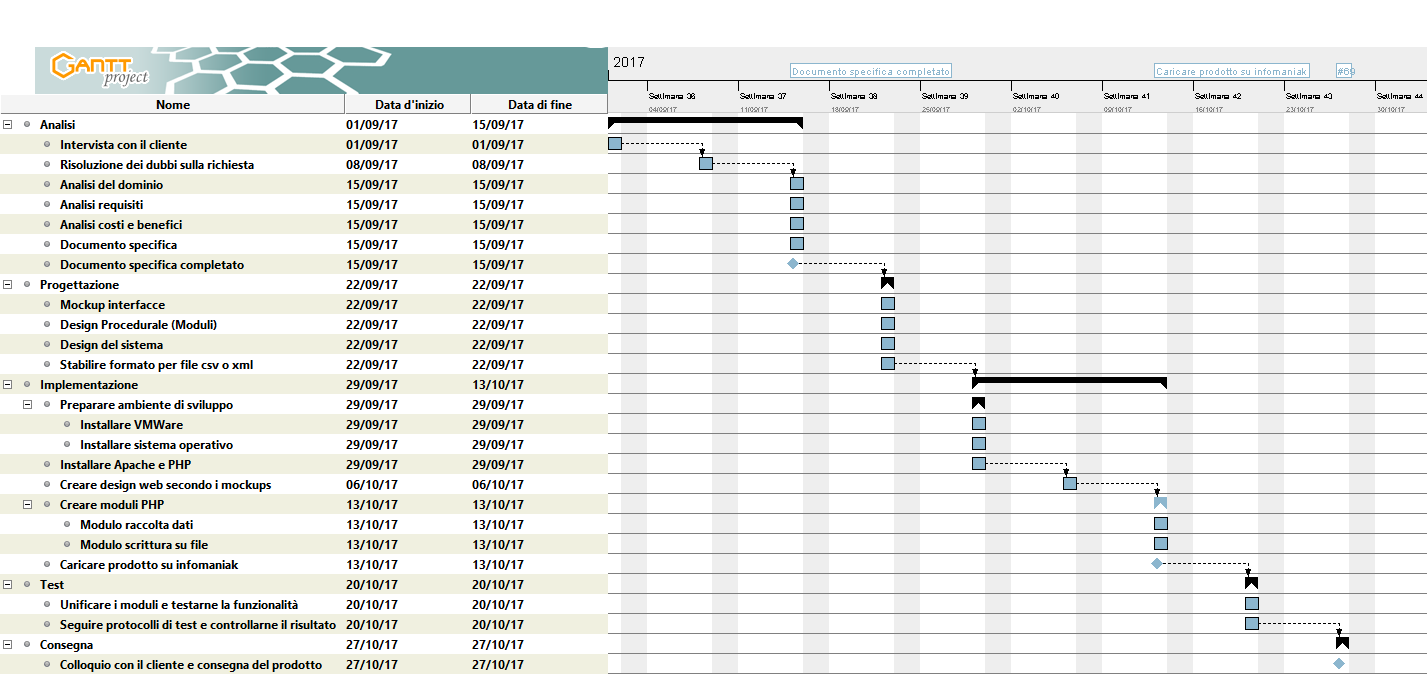 GANTT
project
2017
Documento specifica completato
Caricare prodotto su infomaniak
#69
Settimana 36
Settimana 37
Settimana 38
Settimana 39
Settimana 40
Settimana 41
Settimana 42
Settimana 43
Settimana 44
Nome Data d'inizio Data di fine
04/09/17
11/09/17
18/09/17
25/09/17
02/10/17
09/10/17
16/10/17
23/10/17
30/10/17
Analisi 01/09/17 15/09/17
Intervista con il cliente 01/09/17 01/09/17
Risoluzione dei dubbi sulla richiesta 08/09/17 08/09/17
Analisi del dominio 15/09/17 15/09/17
Analisi requisiti 15/09/17 15/09/17
Analisi costi e benefici 15/09/17 15/09/17
Documento specifica 15/09/17 15/09/17
Documento specifica completato 15/09/17 15/09/17
Progettazione 22/09/17 22/09/17
Mockup interfacce 22/09/17 22/09/17
Design Procedurale (Moduli) 22/09/17 22/09/17
Design del sistema 22/09/17 22/09/17
Stabilire formato per file csv o xml 22/09/17 22/09/17
Implementazione 29/09/17 13/10/17
Preparare ambiente di sviluppo 29/09/17 29/09/17
Installare VMWare 29/09/17 29/09/17
Installare sistema operativo 29/09/17 29/09/17
Installare Apache e PHP 29/09/17 29/09/17
Creare design web secondo i mockups 06/10/17 06/10/17
Creare moduli PHP 13/10/17 13/10/17
Modulo raccolta dati 13/10/17 13/10/17
Modulo scrittura su file 13/10/17 13/10/17
Caricare prodotto su infomaniak 13/10/17 13/10/17
Test 20/10/17 20/10/17
Unificare i moduli e testarne la funzionalità 20/10/17 20/10/17
Seguire protocolli di test e controllarne il risultato 20/10/17 20/10/17
Consegna 27/10/17 27/10/17
Colloquio con il cliente e consegna del prodotto 27/10/17 27/10/17